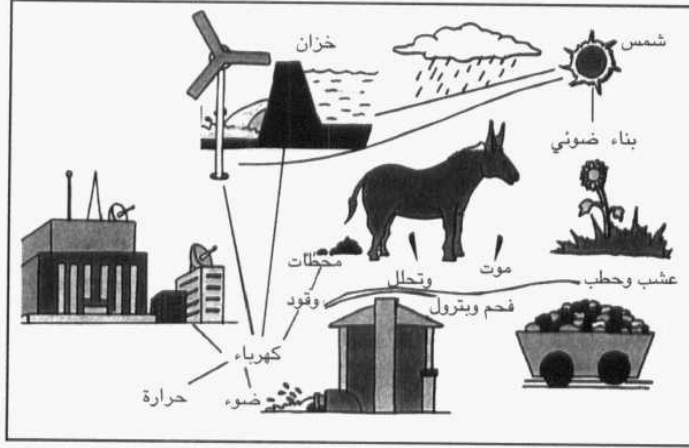 شمس
خزان
بناء ضوئي
محطات
وقود
موت
وتحلل
عشب وحطب
فحم وبترول
كهرباء
ضوء
حرارة